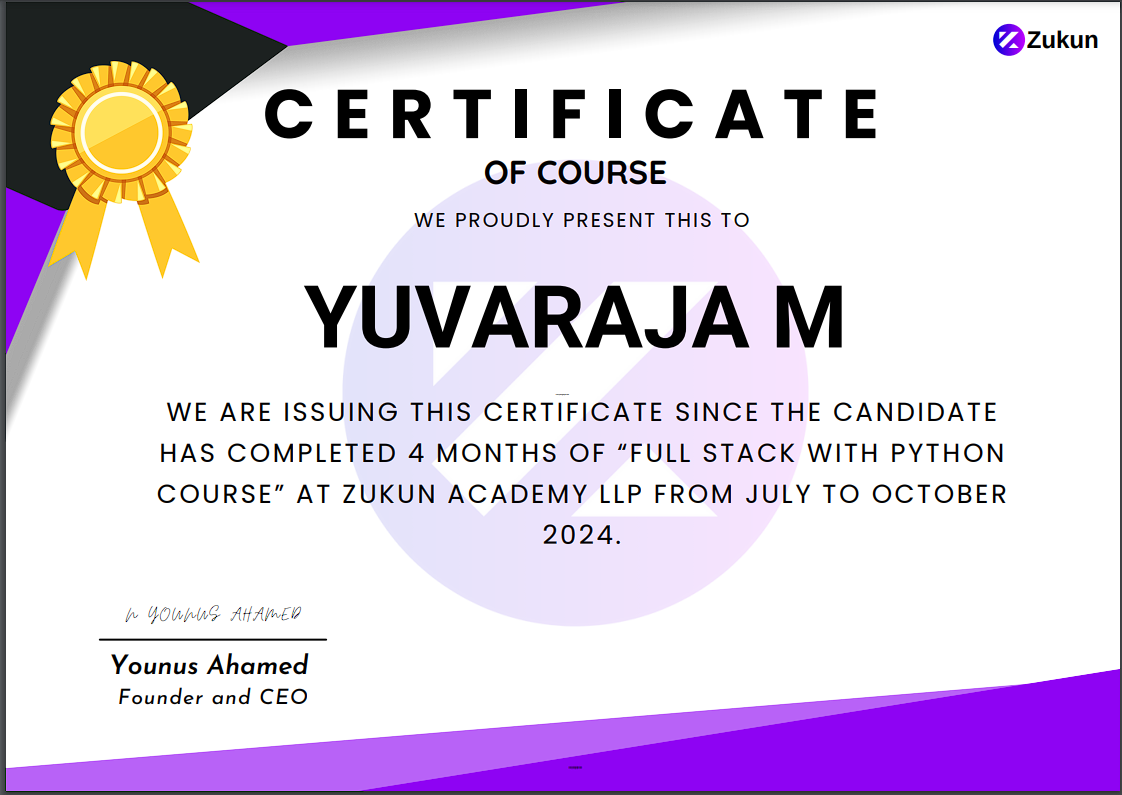 Zukun
CERTIFICATE
OF COURSE
WE PROUDLY PRESENT THIS TO
YUVARAJA M
WE ARE ISSUING THIS CERTIFICATE SINCE THE CANDIDATE
HAS COMPLETED 4 MONTHS OF “FULL STACK WITH PYTHON
COURSE” AT ZUKUN ACADEMY LLP FROM JULY TO OCTOBER
2024.
n YOUNUS AHAMED
Younus Ahamed
Founder and CEO